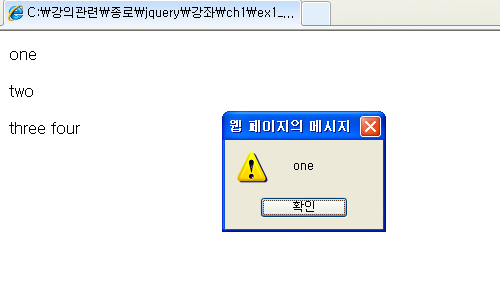 C:₩강의관련₩종로₩jquery₩강좌₩ch1₩ex1_...
one
two
three four
웹 페이지의 메시지
one
확인